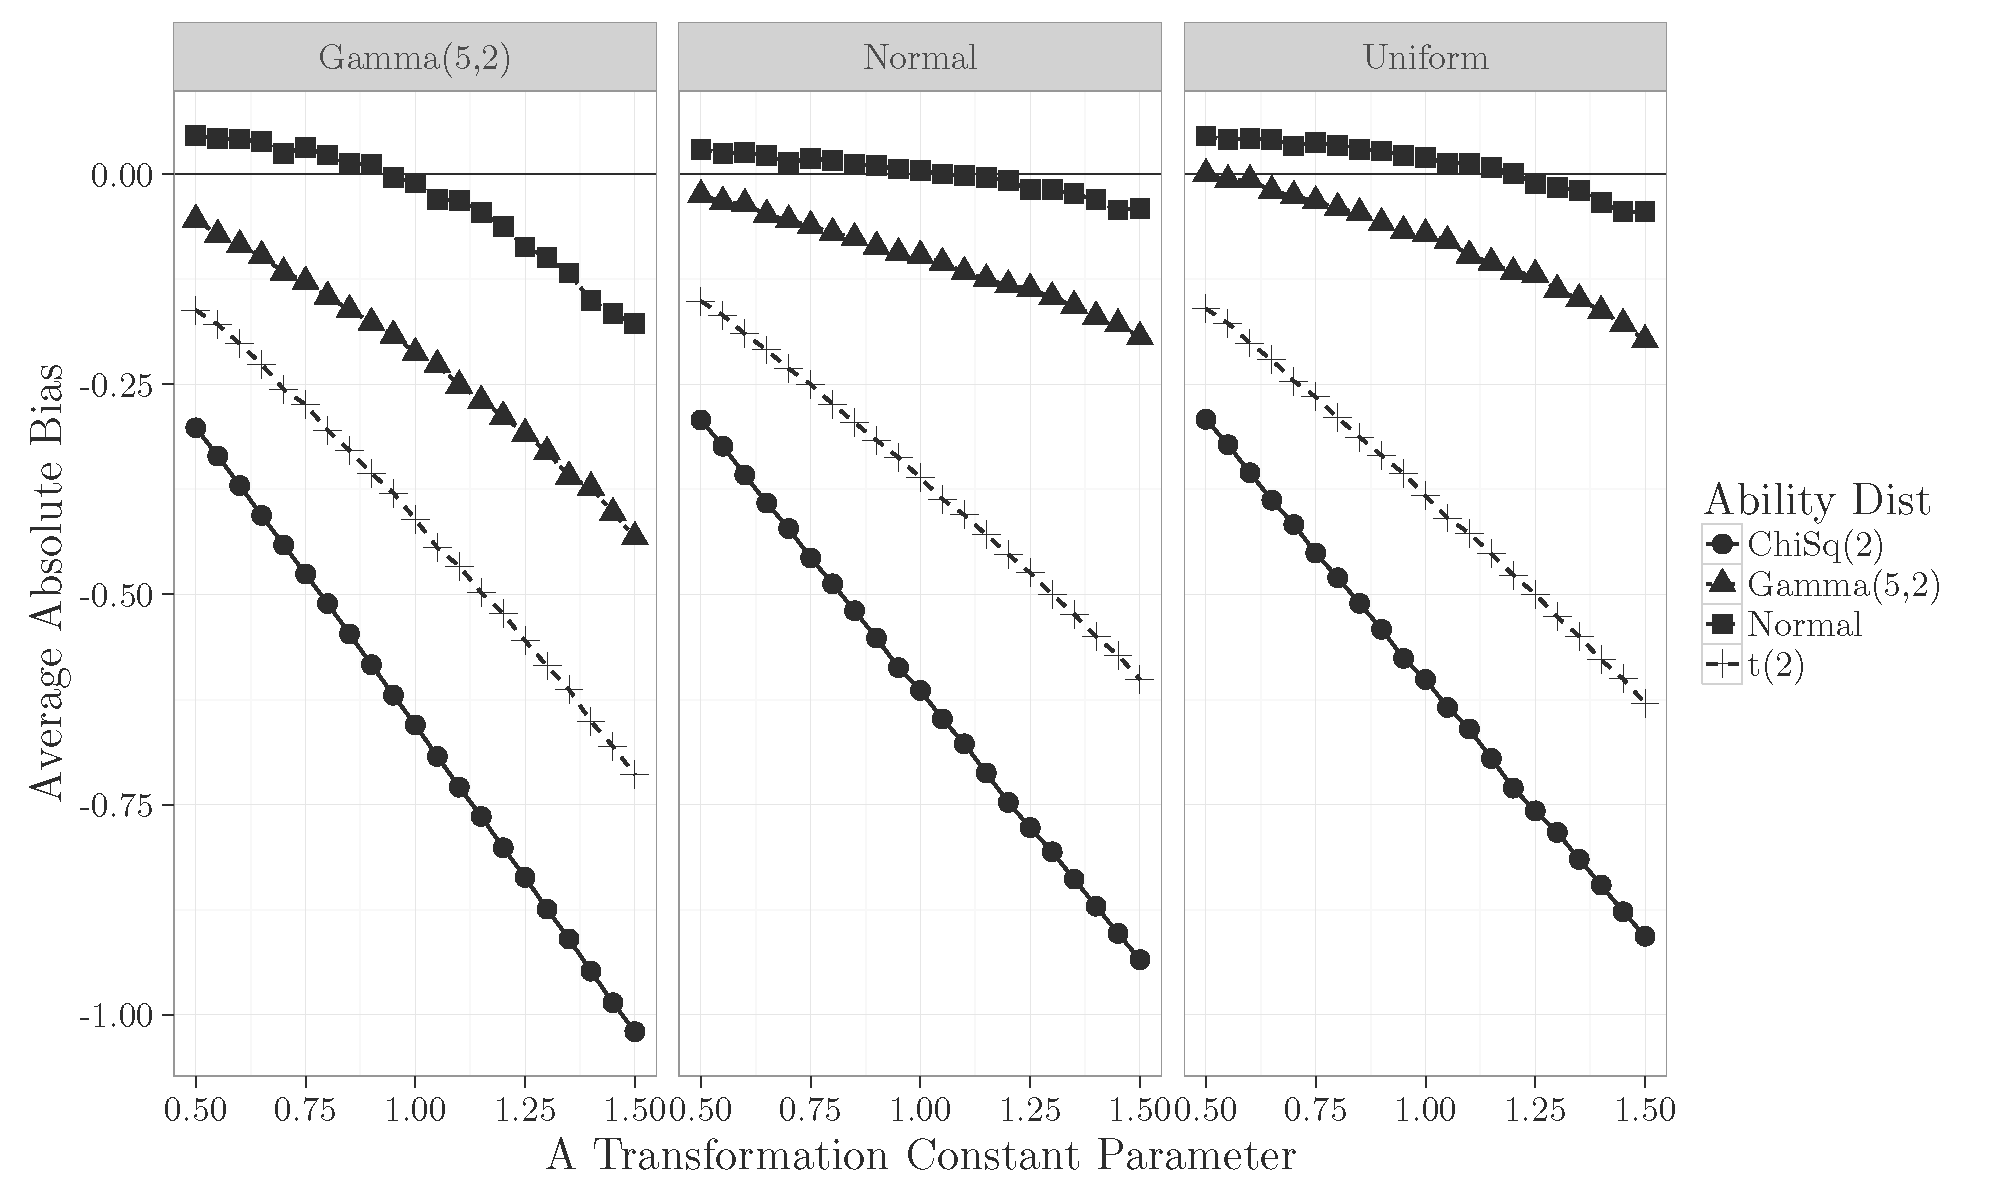 Gamma(5,2) Normal Uniform
Average Absolute Bias
0.00
-0.25
-0.50
-0.75
-1.00
0.50 0.75 1.00 1.25 1.50 0.50 0.75 1.00 1.25 1.50 0.50 0.75 1.00 1.25 1.50
A Transformation Constant Parameter
Ability Dist
ChiSq(2)
Gamma(5,2)
Normal
t(2)